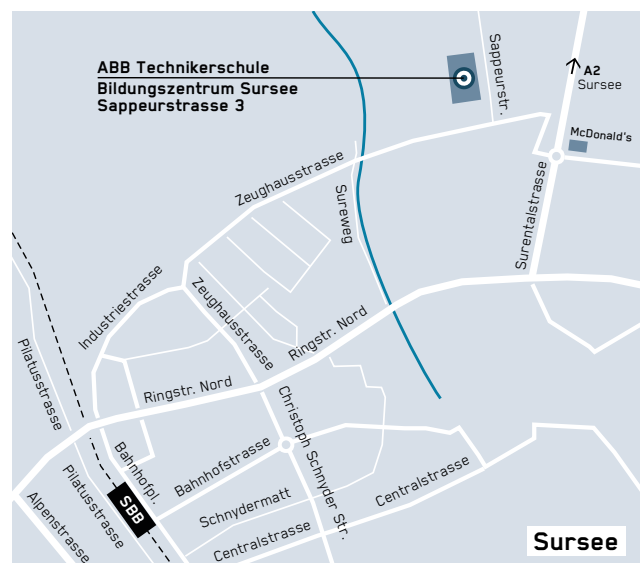 ABB Technikerschule
Bildungszentrum Sursee
Sappeurstrasse 3
Sappeurstr.
A2
Sursee
McDonald's
Zeughausstrasse
Sureweg
Surentalstrasse
Industriestrasse
Zeughausstrasse
Ringstr. Nord
Pilatusstrasse
Ringstr. Nord
Christoph Schnyder Str.
Bahnhofpl.
Bahnhofstrasse
Pilatusstrasse
SBB
Schnydermatt
Centralstrasse
Alpenstrasse
Centralstrasse
Sursee